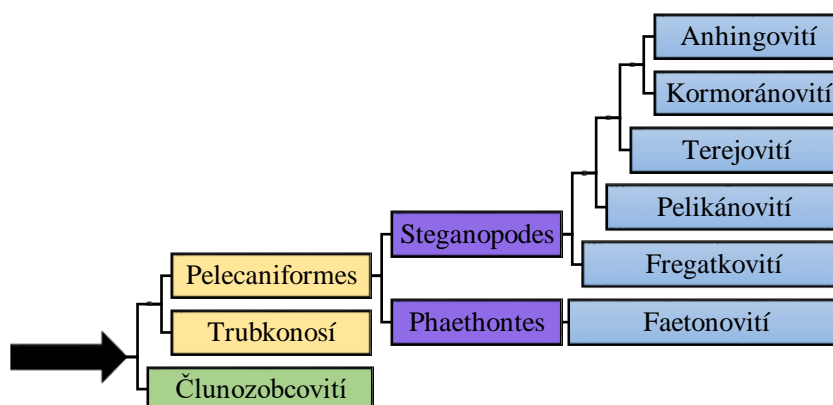 Anhingovití
Kormoránovití
Terejovití
Pelikánovití
Steganopodes
Fregatkovití
Pelecaniformes
Trubkonosí
Phaethontes
Faetonovití
Člunozobcovití